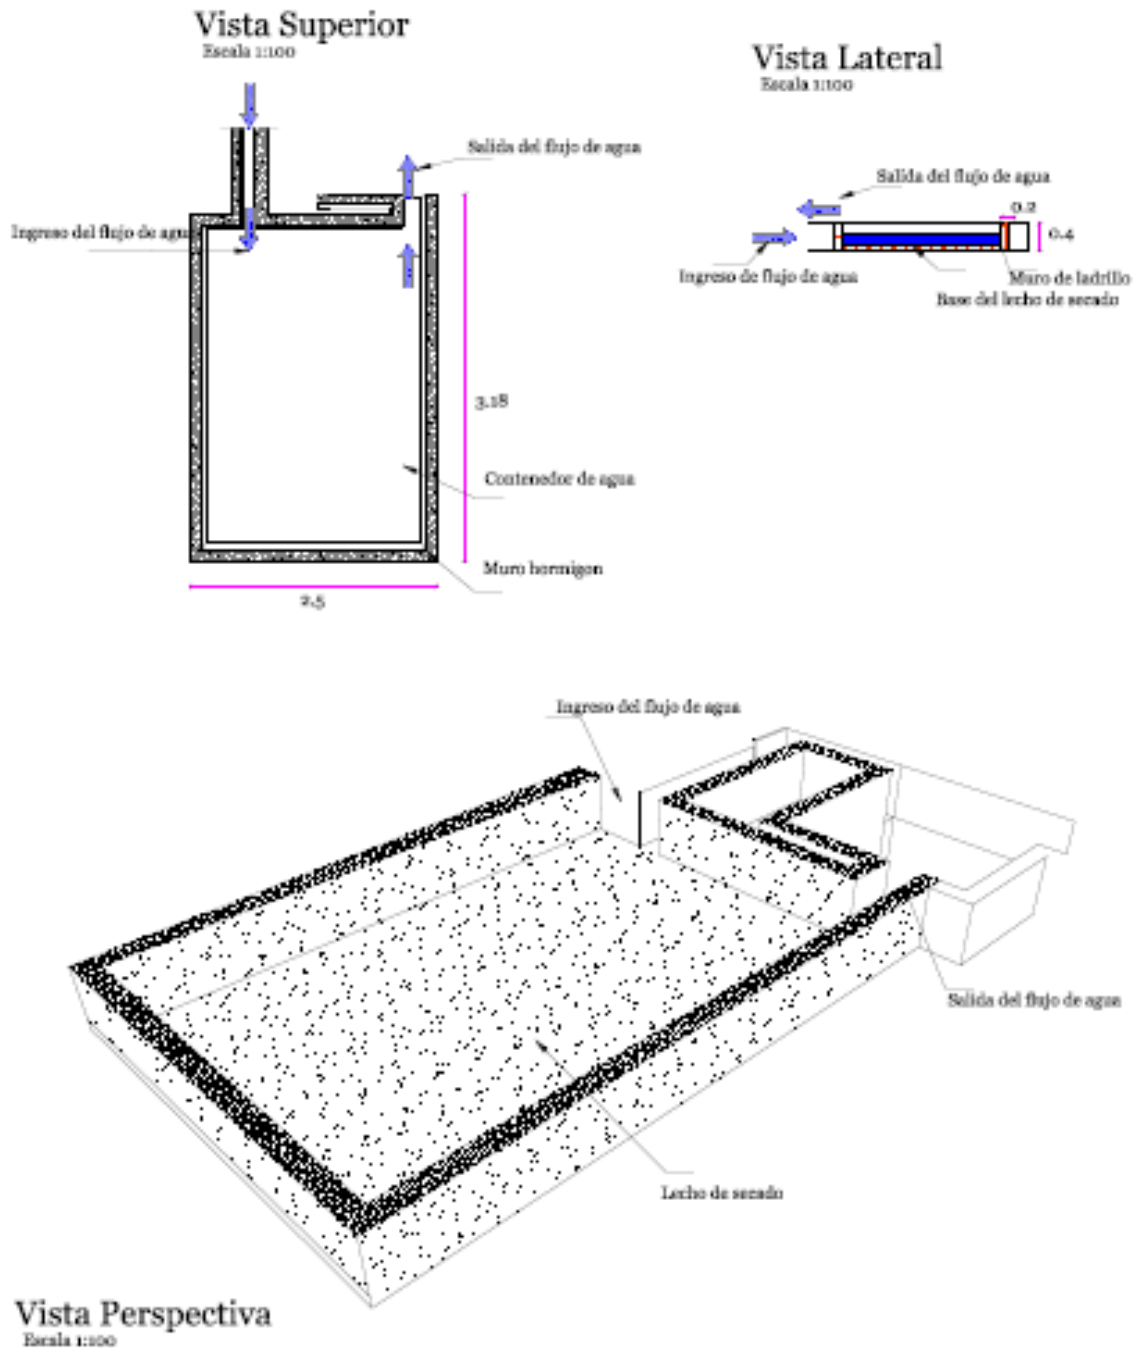 Vista Superior
Escala 1:100
Salida del flujo de agua
Ingreso del flujo de agua
3.18
Contenedor de agua
Muro hormigon
2.5
Vista Lateral
Escala 1:100
Salida del flujo de agua
0.2
0.4
Ingreso de flujo de agua
Muro de ladrillo
Base del lecho de secado
Ingreso del flujo de agua
Salida del flujo de agua
Lecho de secado
Vista Perspectiva
Escala 1:100